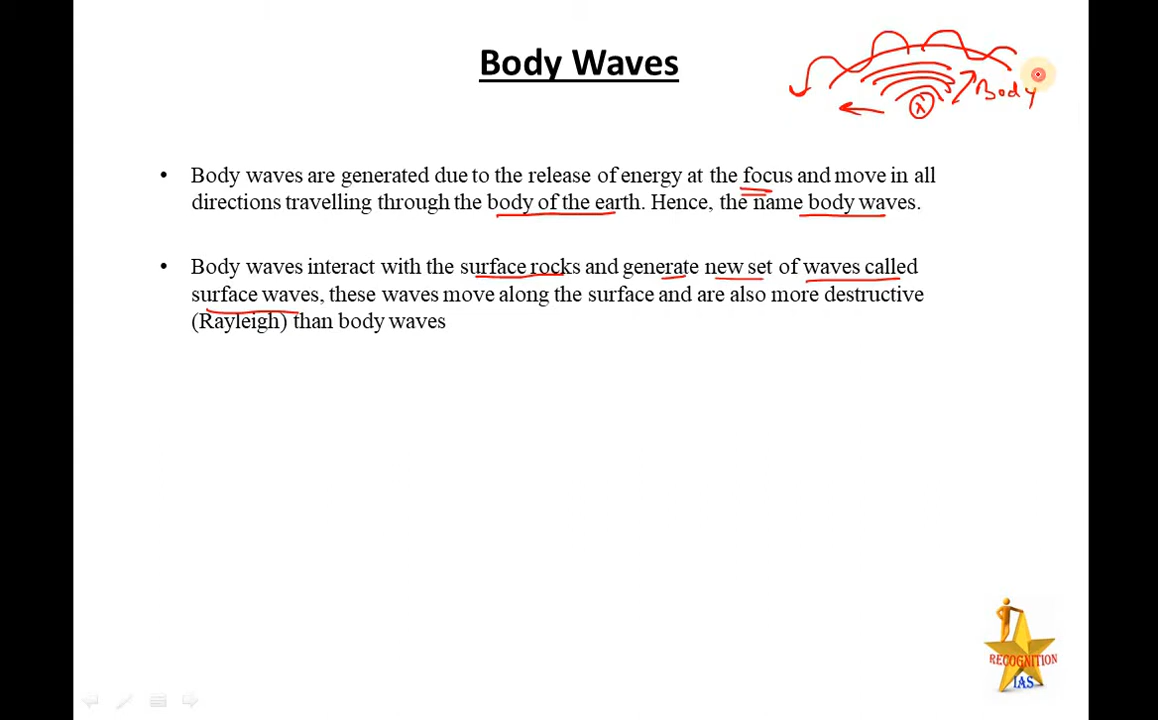 Body Waves
Body
• Body waves are generated due to the release of energy at the focus and move in all
directions travelling through the body of the earth. Hence, the name body waves.
• Body waves interact with the surface rocks and generate new set of waves called
surface waves, these waves move along the surface and are also more destructive
(Rayleigh) than body waves
RECOGNITION
IAS